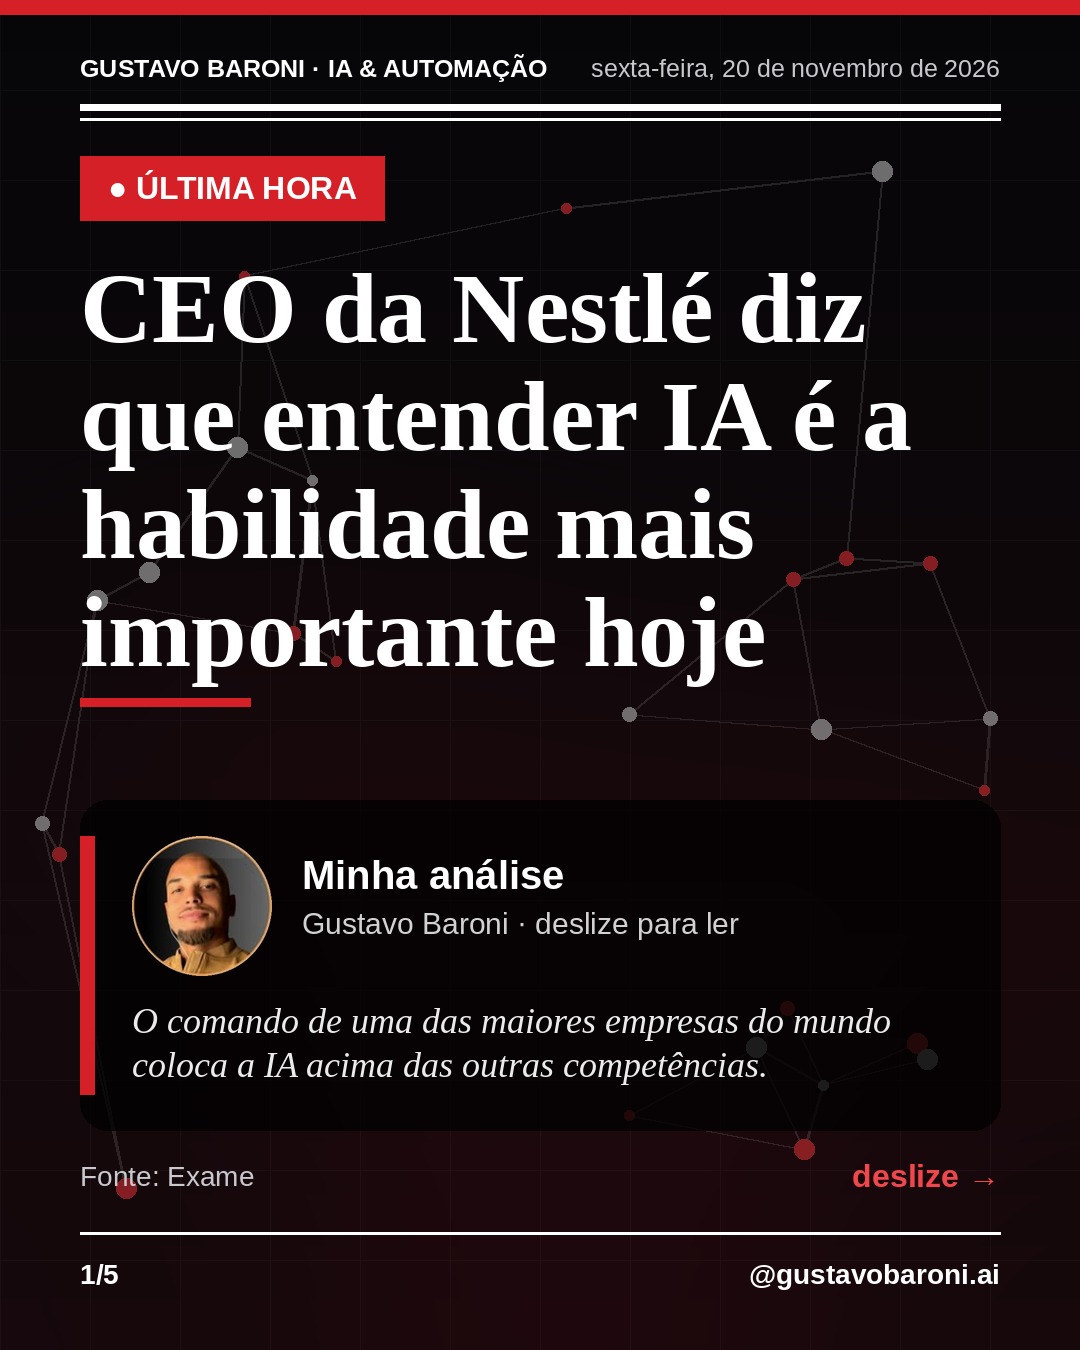 GUSTAVO BARONI · IA & AUTOMAÇÃO
sexta-feira, 20 de novembro de 2026
● ÚLTIMA HORA
CEO da Nestlé diz
que entender IA é a
habilidade mais
importante hoje
Minha análise
Gustavo Baroni · deslize para ler
O comando de uma das maiores empresas do mundo
coloca a IA acima das outras competências.
Fonte: Exame
deslize →
1/5
@gustavobaroni.ai